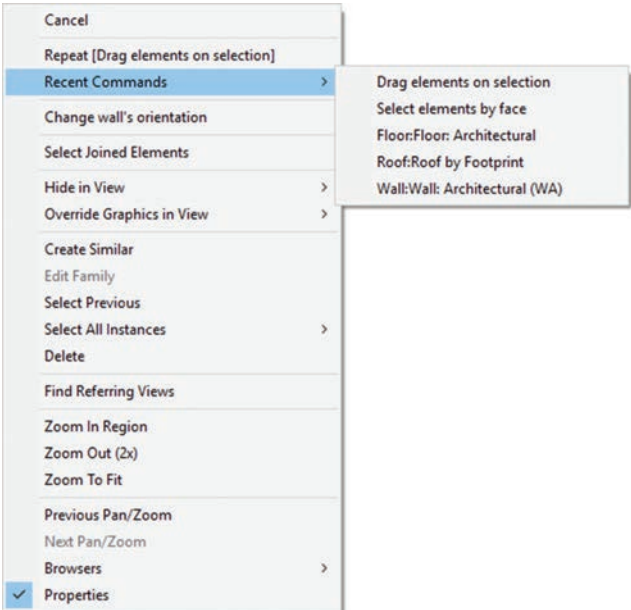 Cancel
Repeat [Drag elements on selection]
Recent Commands
Drag elements on selection
Select elements by face
Floor:Floor: Architectural
Roof:Roof by Footprint
Wall:Wall: Architectural (WA)
Change wall's orientation
Select Joined Elements
Hide in View
Override Graphics in View
Create Similar
Edit Family
Select Previous
Select All Instances
Delete
Find Referring Views
Zoom In Region
Zoom Out (2x)
Zoom To Fit
Previous Pan/Zoom
Next Pan/Zoom
Browsers
Properties